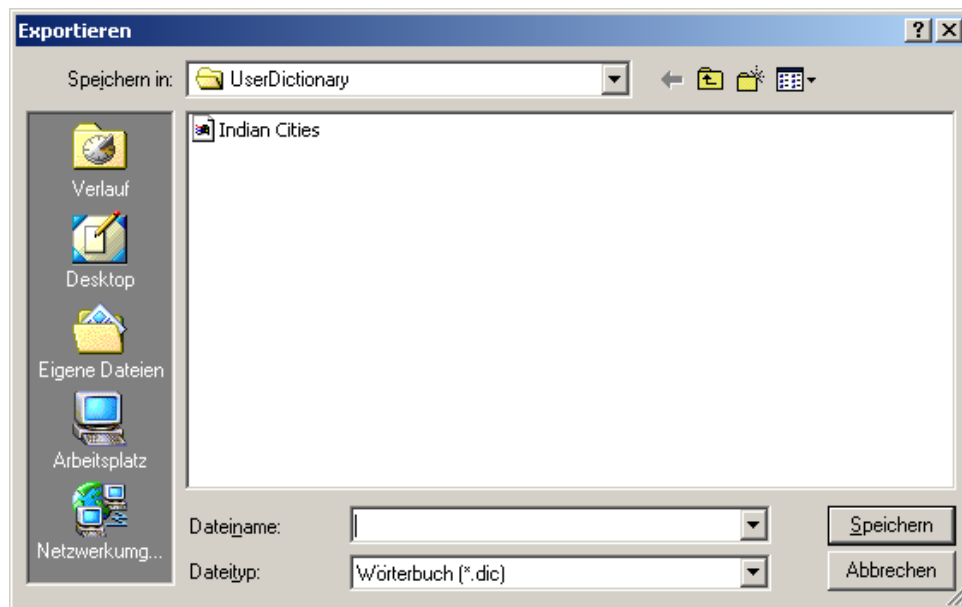 Exportieren
Speichern in:
UserDictionary
Indian Cities
Verlauf
Desktop
Eigene Dateien
Arbeitsplatz
Netzwerkumg...
Dateiname:
Speichern
Dateityp:
Wörterbuch (*.dic)
Abbrechen